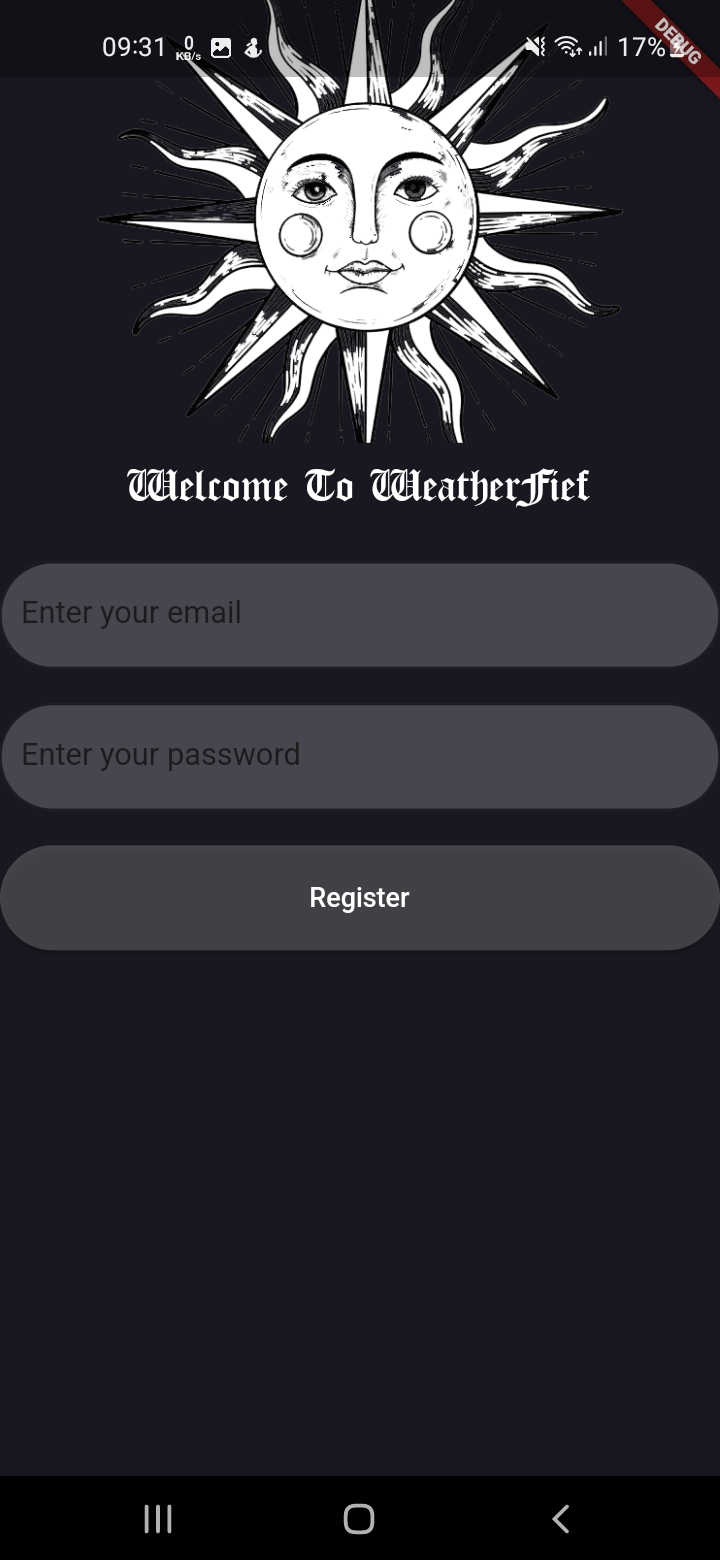 09:31 0 KB/s 17%
DEBUG
Welcome To WeatherFief
Enter your email
Enter your password
Register